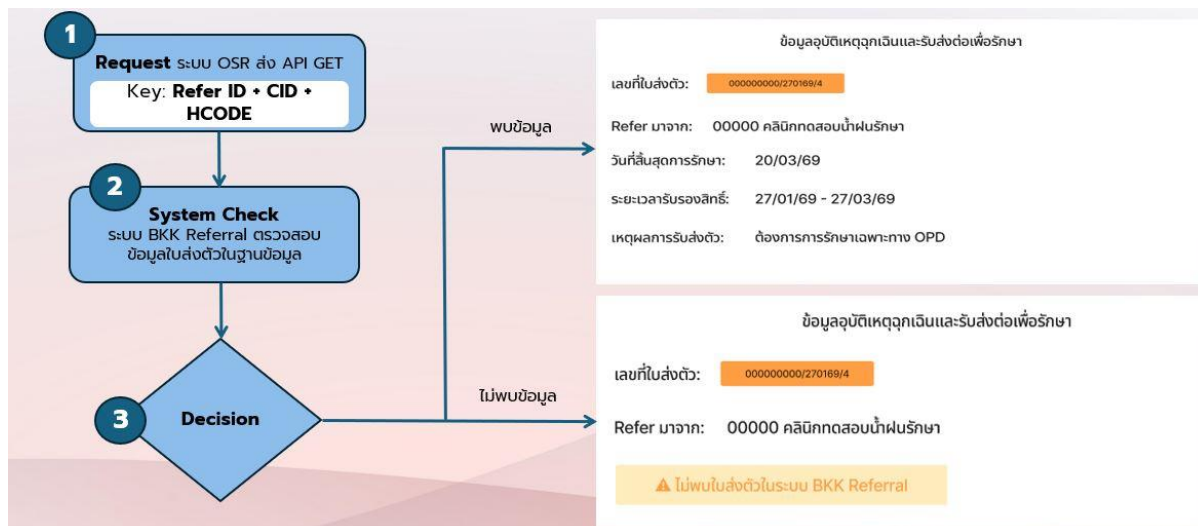 1
Request ระบบ OSR ส่ง API GET
Key: Refer ID + CID +
HCODE
2
System Check
ระบบ BKK Referral ตรวจสอบ
ข้อมูลใบส่งตัวในฐานข้อมูล
3
Decision
พบข้อมูล
ไม่พบข้อมูล
ข้อมูลอุบัติเหตุฉุกเฉินและรับส่งต่อเพื่อรักษา
เลขที่ใบส่งตัว: 000000000/270169/4
Refer มาจาก: 00000 คลินิกทดสอบน้ำฝนรักษา
วันที่สิ้นสุดการรักษา: 20/03/69
ระยะเวลารับรองสิทธิ์: 27/01/69 - 27/03/69
เหตุผลการรับส่งตัว: ต้องการการรักษาเฉพาะทาง OPD
ข้อมูลอุบัติเหตุฉุกเฉินและรับส่งต่อเพื่อรักษา
เลขที่ใบส่งตัว: 000000000/270169/4
Refer มาจาก: 00000 คลินิกทดสอบน้ำฝนรักษา
ไม่พบใบส่งตัวในระบบ BKK Referral